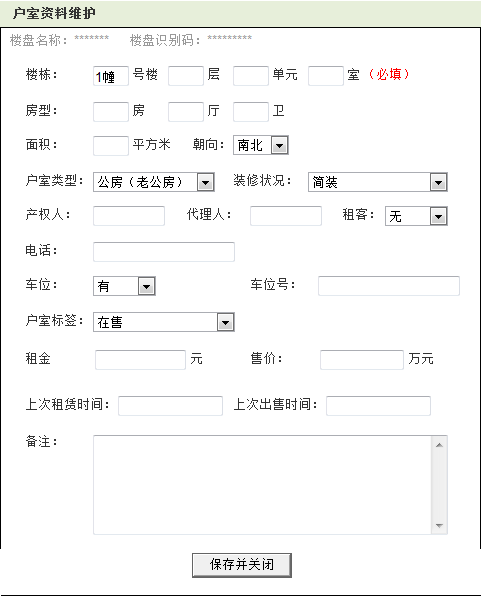 户室资料维护
楼盘名称：******* 楼盘识别码：*********
楼栋： 1幢 号楼 层 单元 室（必填）
房型： 房 厅 卫
面积： 平方米 朝向： 南北
户室类型： 公房（老公房） 装修状况： 简装
产权人： 代理人： 租客： 无
电话：
车位： 有 车位号：
户室标签： 在售
租金 元 售价： 万元
上次租赁时间： 上次出售时间：
备注：
保存并关闭